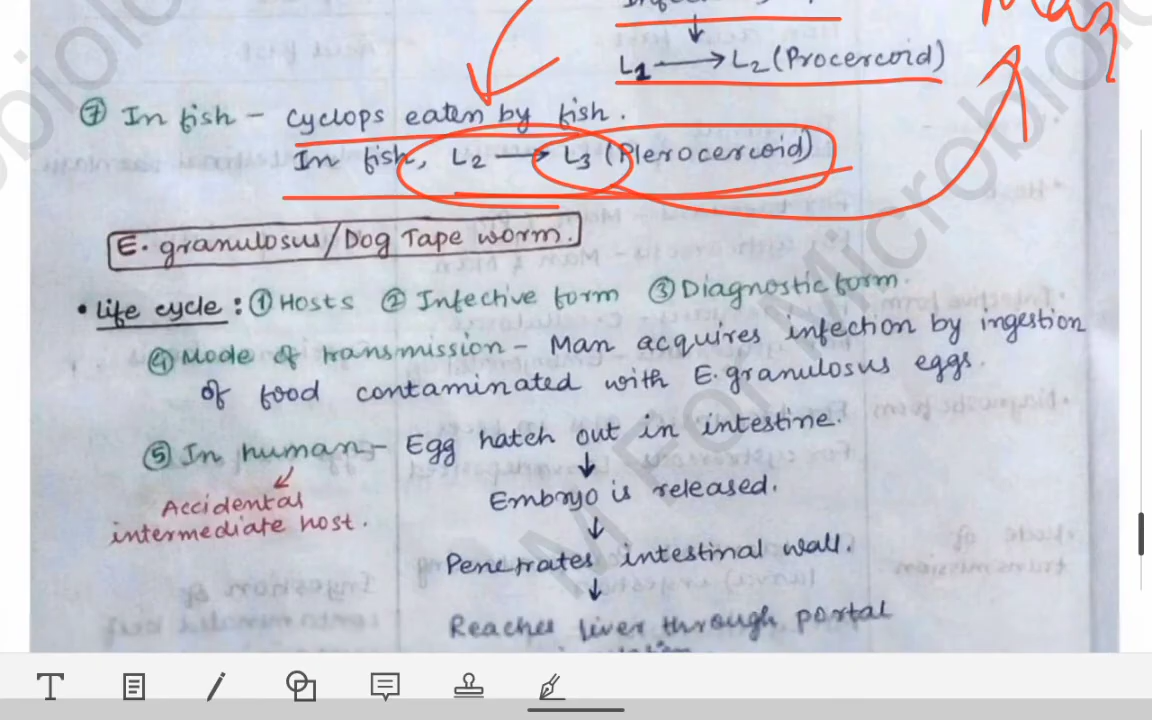 Man
L1 → L2 (Procercoid)
⑦ In fish - Cyclops eaten by fish.
In fish, L2 → L3 (Plerocercoid)
E. granulosus/Dog Tape worm.
• Life cycle : ① Hosts ② Infective form ③ Diagnostic form.
④ Mode of transmission - Man acquires infection by ingestion
of food contaminated with E. granulosus eggs.
⑤ In human - Egg hatch out in intestine.
↓
Embryo is released.
Accidental
intermediate host.
↓
Penetrates intestinal wall.
↓
Reaches liver through portal
M For Microbiology
T